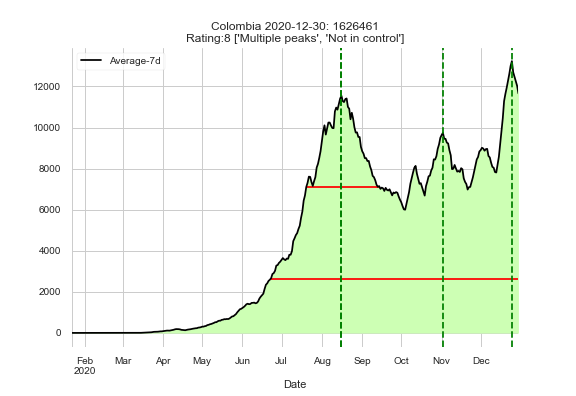 Colombia 2020-12-30: 1626461
Rating:8 ['Multiple peaks', 'Not in control']
Average-7d
12000
10000
8000
6000
4000
2000
0
Feb Mar Apr May Jun Jul Aug Sep Oct Nov Dec
2020
Date